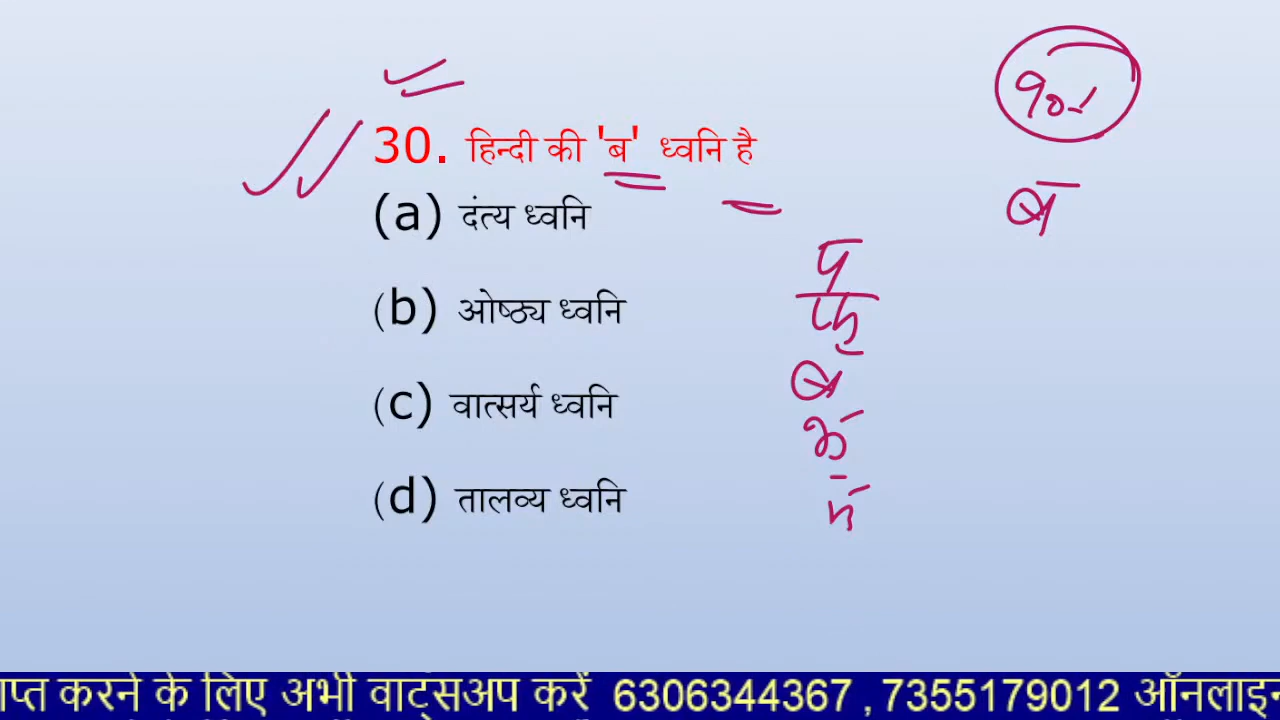 30. हिन्दी की 'ब' ध्वनि है
(a) दंत्य ध्वनि
(b) ओष्ठ्य ध्वनि
(c) वात्सर्य ध्वनि
(d) तालव्य ध्वनि
ब
प
फ
ब
भ
म
ाप्त करने के लिए अभी वाट्सअप करें 6306344367 ,7355179012 ऑनलाइन